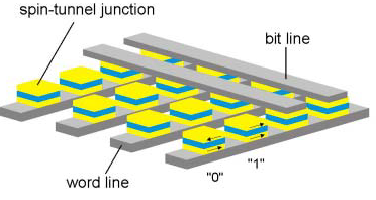 spin-tunnel junction
bit line
"1"
"0"
word line